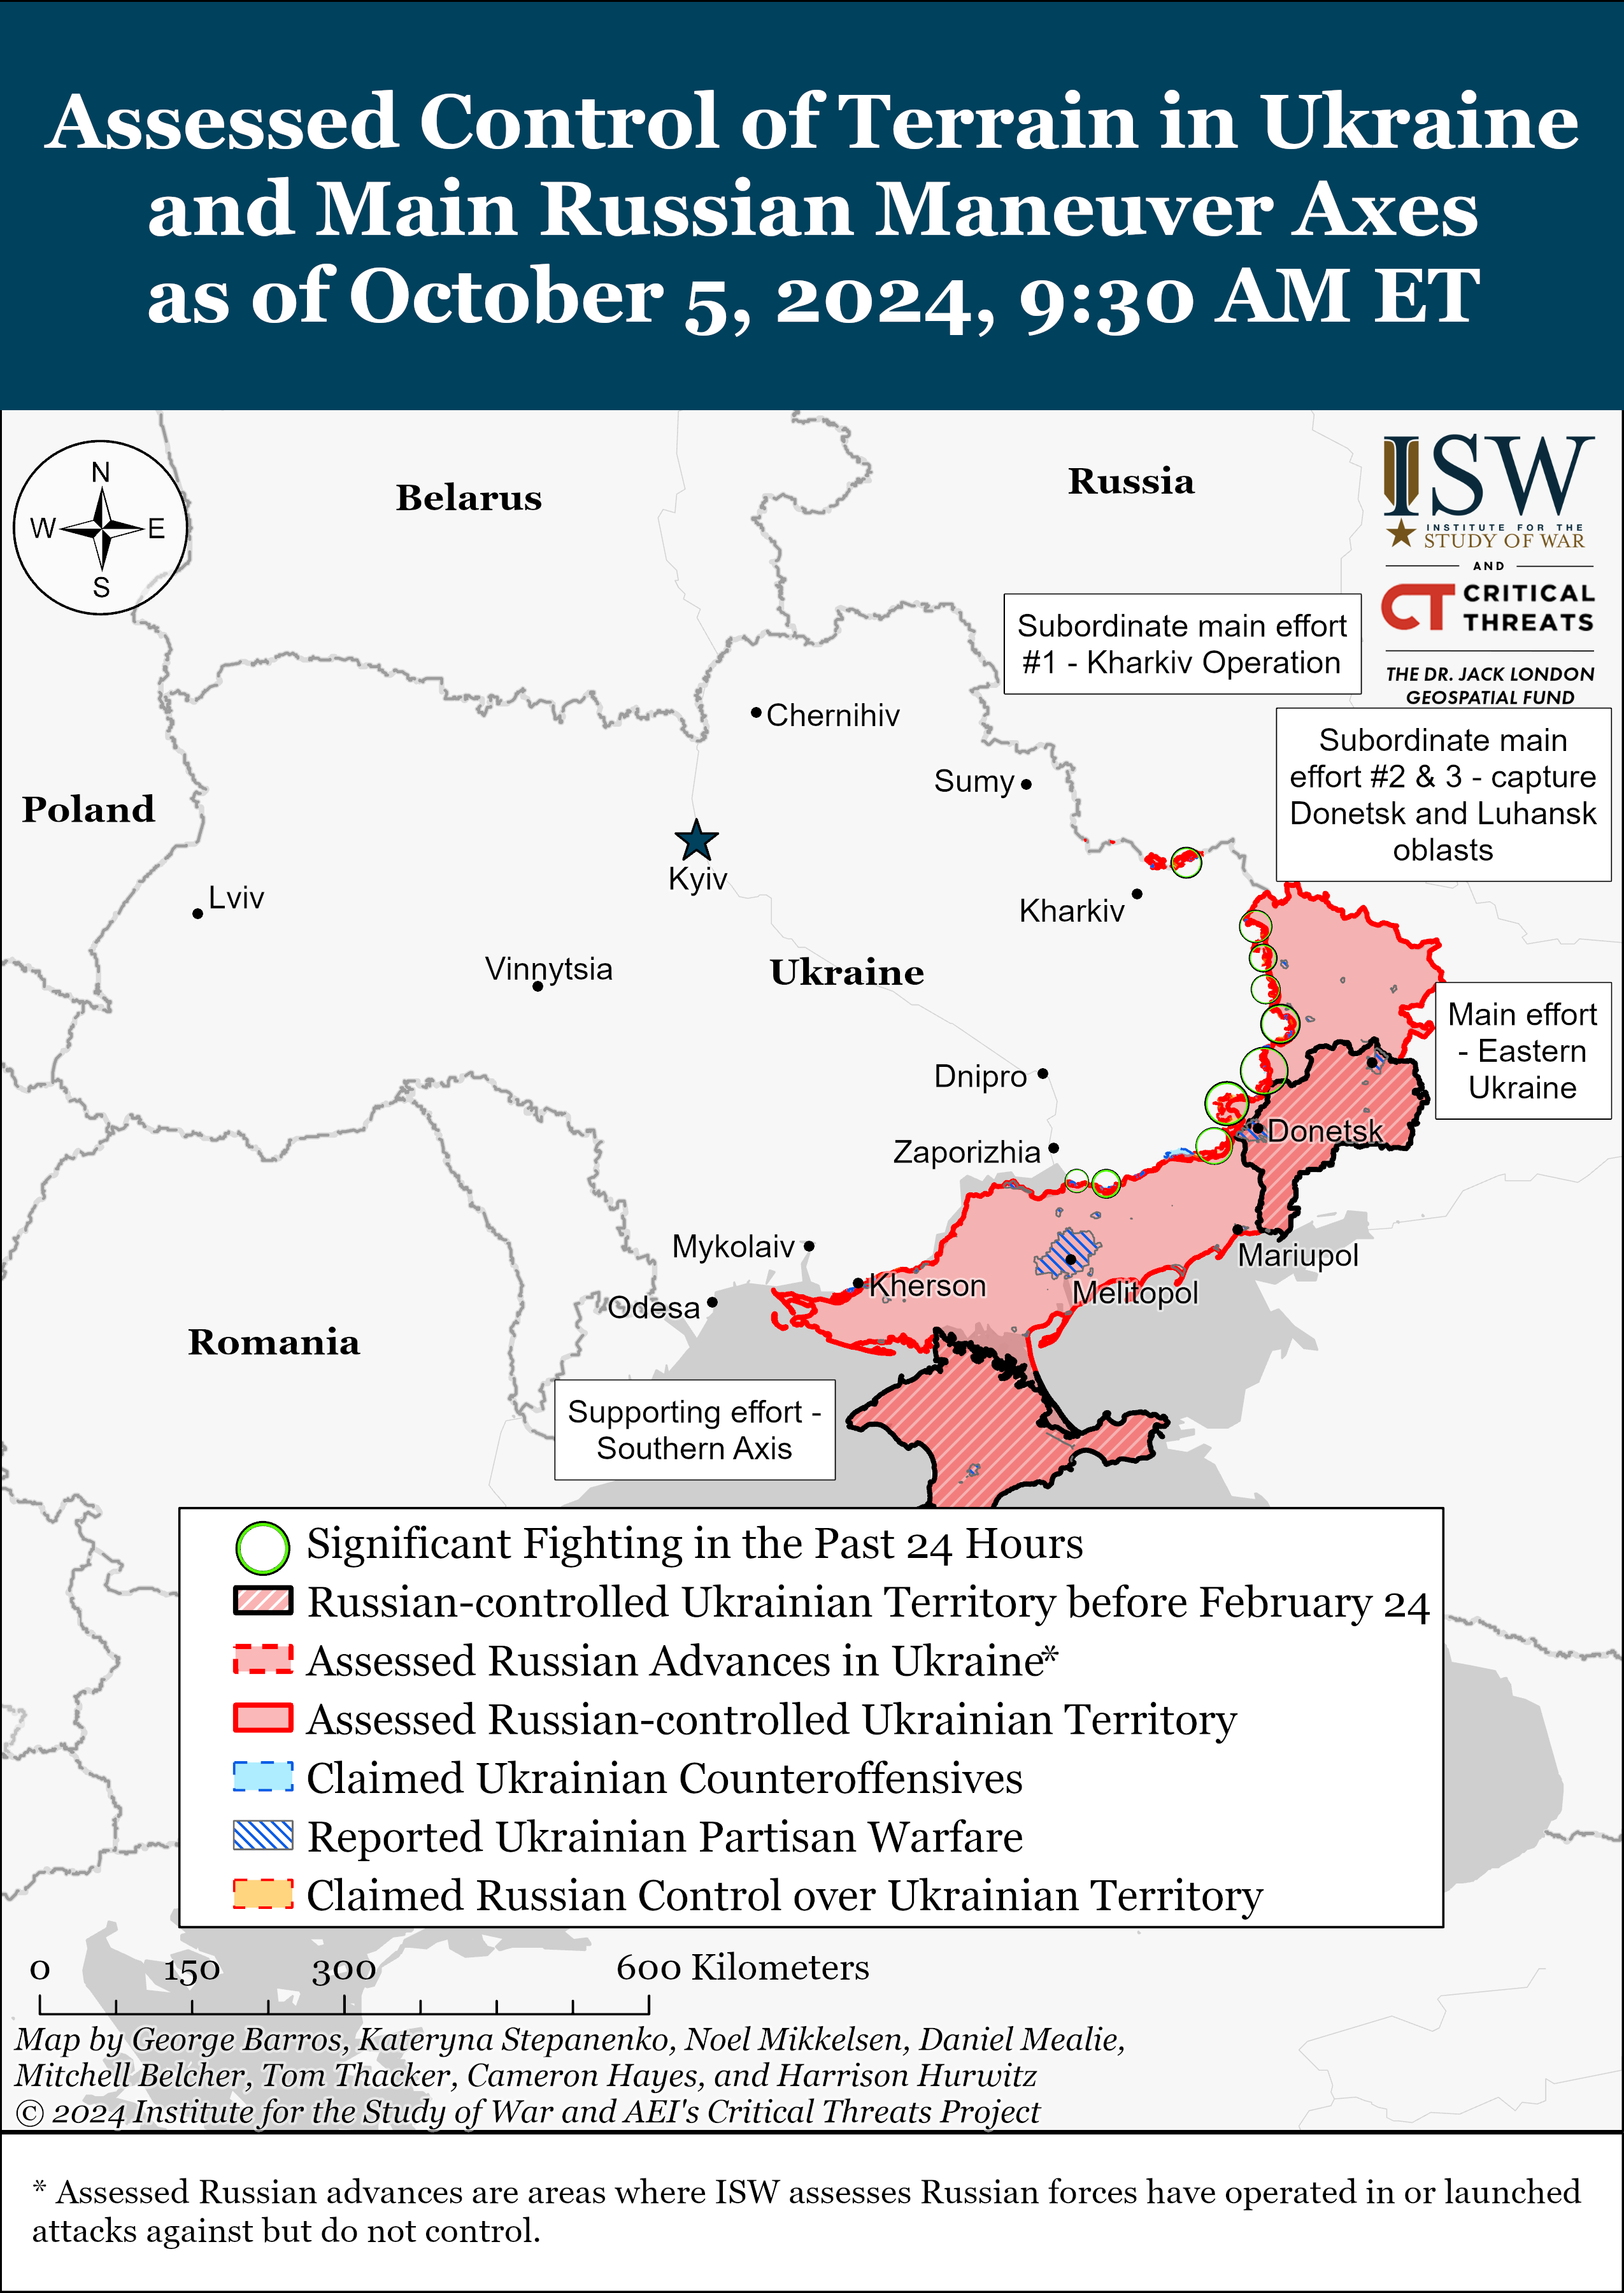 Assessed Control of Terrain in Ukraine
and Main Russian Maneuver Axes
as of October 5, 2024, 9:30 AM ET
N
W
E
S
Belarus
Russia
ISW
INSTITUTE FOR THE
STUDY OF WAR
AND
CT CRITICAL
THREATS
THE DR. JACK LONDON
GEOSPATIAL FUND
Subordinate main effort
#1 - Kharkiv Operation
Subordinate main
effort #2 & 3 - capture
Donetsk and Luhansk
oblasts
Chernihiv
Sumy
Poland
Kyiv
Lviv
Kharkiv
Vinnytsia
Ukraine
Main effort
- Eastern
Ukraine
Dnipro
Donetsk
Zaporizhia
Mykolaiv
Mariupol
Kherson
Melitopol
Odesa
Romania
Supporting effort -
Southern Axis
Significant Fighting in the Past 24 Hours
Russian-controlled Ukrainian Territory before February 24
Assessed Russian Advances in Ukraine*
Assessed Russian-controlled Ukrainian Territory
Claimed Ukrainian Counteroffensives
Reported Ukrainian Partisan Warfare
Claimed Russian Control over Ukrainian Territory
0 150 300 600 Kilometers
Map by George Barros, Kateryna Stepanenko, Noel Mikkelsen, Daniel Mealie,
Mitchell Belcher, Tom Thacker, Cameron Hayes, and Harrison Hurwitz
© 2024 Institute for the Study of War and AEI's Critical Threats Project
* Assessed Russian advances are areas where ISW assesses Russian forces have operated in or launched
attacks against but do not control.